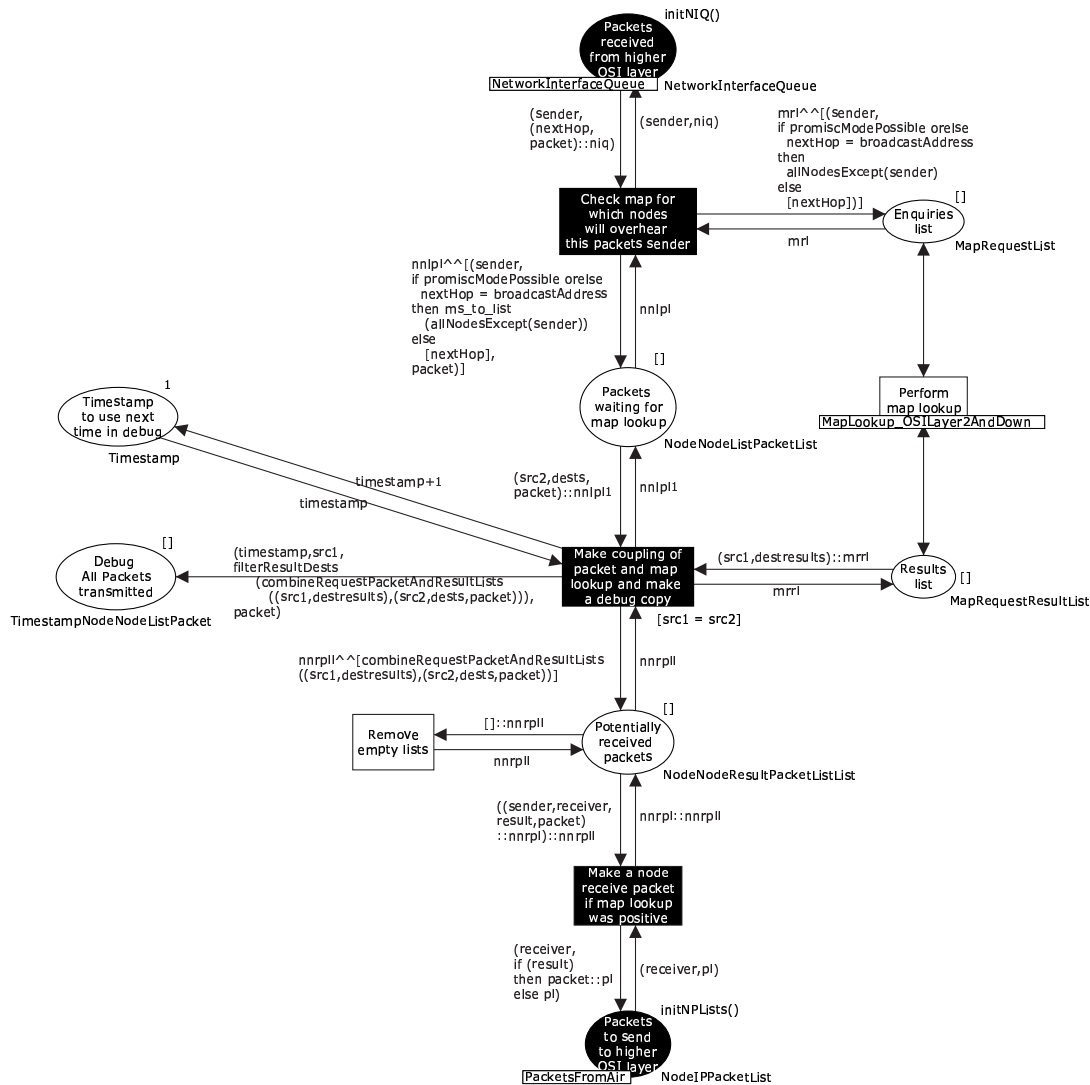 initNIQ()
Packets
received
from higher
OSI layer
NetworkInterfaceQueue
NetworkInterfaceQueue
(sender,
(nextHop,
packet)::niq)
(sender,niq)
mrl^^[(sender,
if promiscModePossible orelse
nextHop = broadcastAddress
then
allNodesExcept(sender)
else
[nextHop])]
Check map for
which nodes
will overhear
this packets sender
[]
Enquiries
list
mrl
MapRequestList
nnlpl^^[(sender,
if promiscModePossible orelse
nextHop = broadcastAddress
then ms_to_list
(allNodesExcept(sender))
else
[nextHop],
packet)]
nnlpl
[]
Packets
waiting for
map lookup
NodeNodeListPacketList
1
Timestamp
to use next
time in debug
Timestamp
Perform
map lookup
MapLookup_OSILayer2AndDown
timestamp+1
timestamp
(src2,dests,
packet)::nnlpl1
nnlpl1
[]
Debug
All Packets
transmitted
TimestampNodeNodeListPacket
(timestamp,src1,
filterResultDests
(combineRequestPacketAndResultLists
((src1,destresults),(src2,dests,packet))),
packet)
Make coupling of
packet and map
lookup and make
a debug copy
[src1 = src2]
(src1,destresults)::mrrl
mrrl
Results
list
[]
MapRequestResultList
nnrpll^^[combineRequestPacketAndResultLists
((src1,destresults),(src2,dests,packet))]
nnrpll
[]
Remove
empty lists
[]::nnrpll
nnrpll
Potentially
received
packets
NodeNodeResultPacketListList
((sender,receiver,
result,packet)
::nnrpl)::nnrpll
nnrpl::nnrpll
Make a node
receive packet
if map lookup
was positive
(receiver,
if (result)
then packet::pl
else pl)
(receiver,pl)
initNPLists()
Packets
to send
to higher
OSI layer
PacketsFromAir
NodeIPPacketList